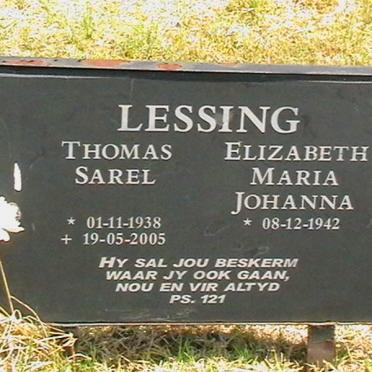 LESSING
THOMAS SAREL
* 01-11-1938
+ 19-05-2005
ELIZABETH MARIA JOHANNA
* 08-12-1942
HY SAL JOU BESKERM
WAAR JY OOK GAAN,
NOU EN VIR ALTYD
PS. 121